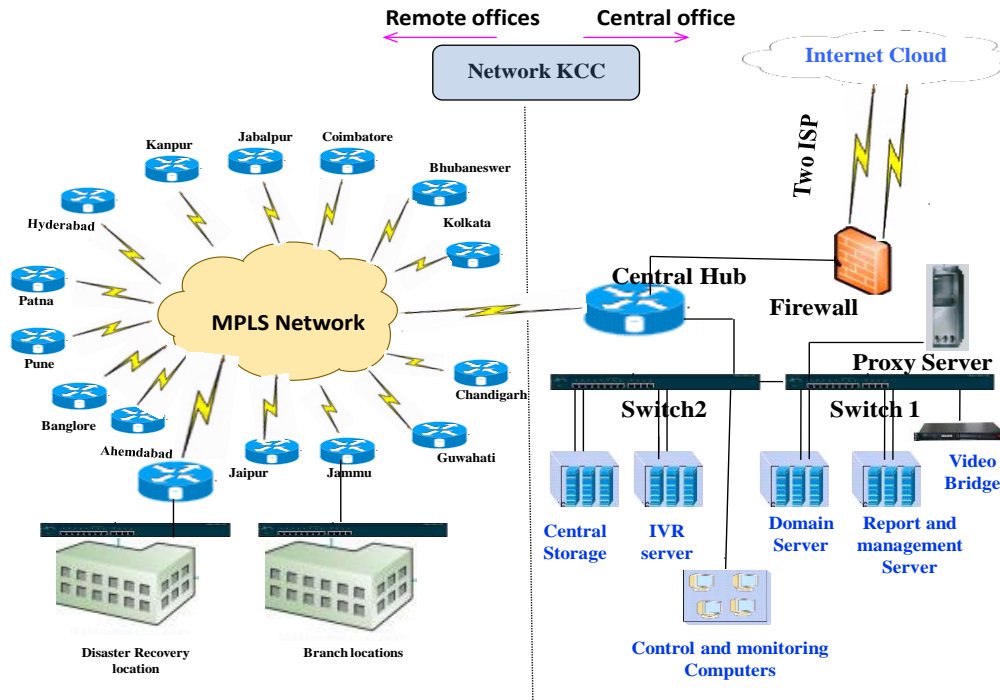 Remote offices
Central office
Network KCC
Internet Cloud
Two ISP
Kanpur
Jabalpur
Coimbatore
Bhubaneswer
Hyderabad
Kolkata
Patna
Pune
Banglore
Ahemdabad
Jaipur
Jammu
Guwahati
Chandigarh
MPLS Network
Central Hub
Firewall
Proxy Server
Switch2
Switch 1
Video
Bridge
Central
Storage
IVR
server
Domain
Server
Report and
management
Server
Control and monitoring
Computers
Disaster Recovery
location
Branch locations